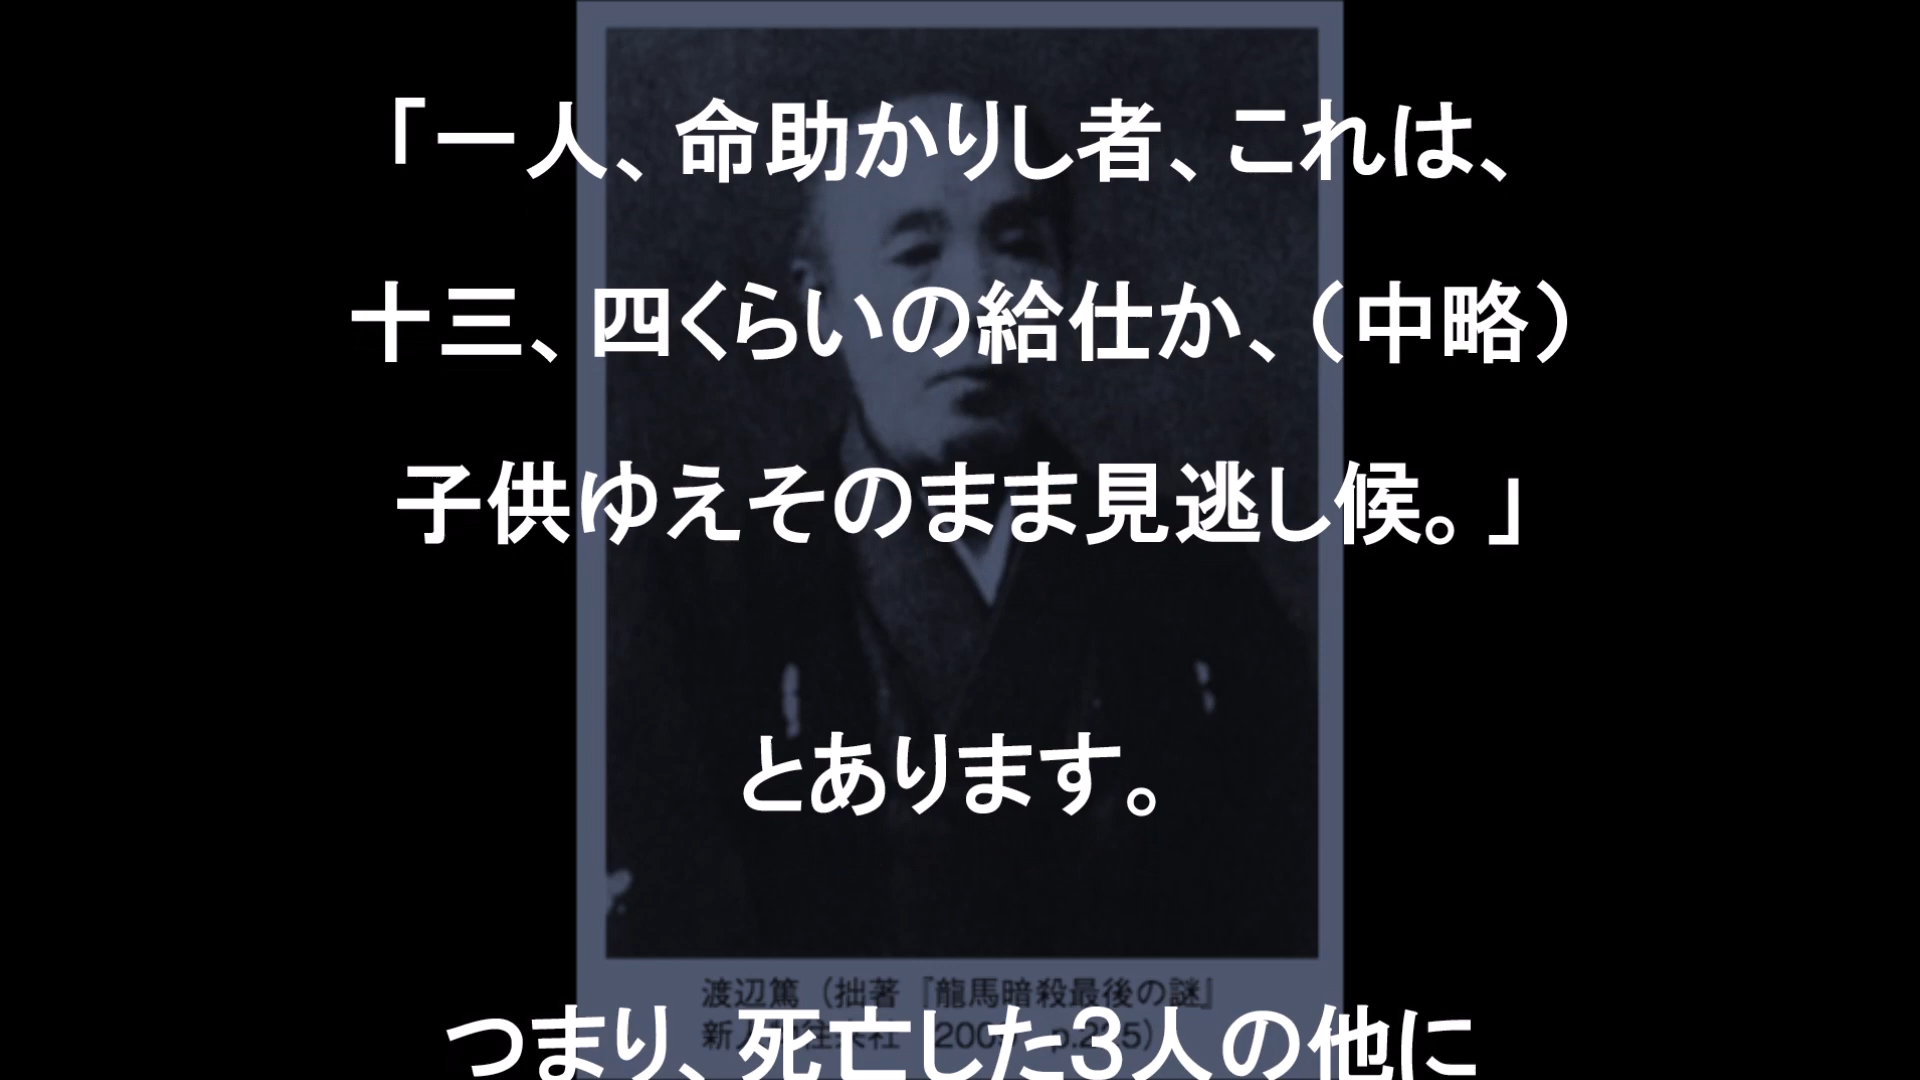 「一人、命助かりし者、これは、
十三、四くらいの給仕か、（中略）
子供ゆえそのまま見逃し候。」
とあります。
渡辺篤（拙著『龍馬暗殺最後の謎』
つまり、死亡した３人の他に